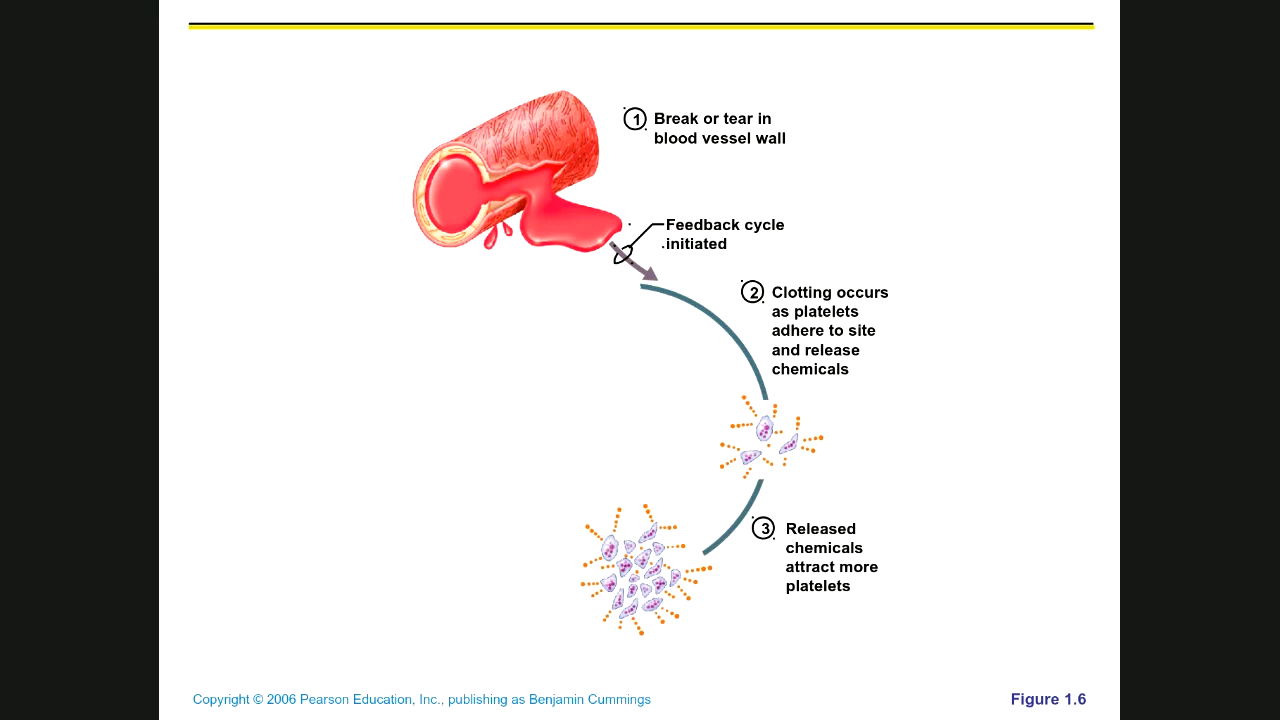 1 Break or tear in
blood vessel wall
Feedback cycle
initiated
2 Clotting occurs
as platelets
adhere to site
and release
chemicals
3 Released
chemicals
attract more
platelets
Copyright © 2006 Pearson Education, Inc., publishing as Benjamin Cummings
Figure 1.6